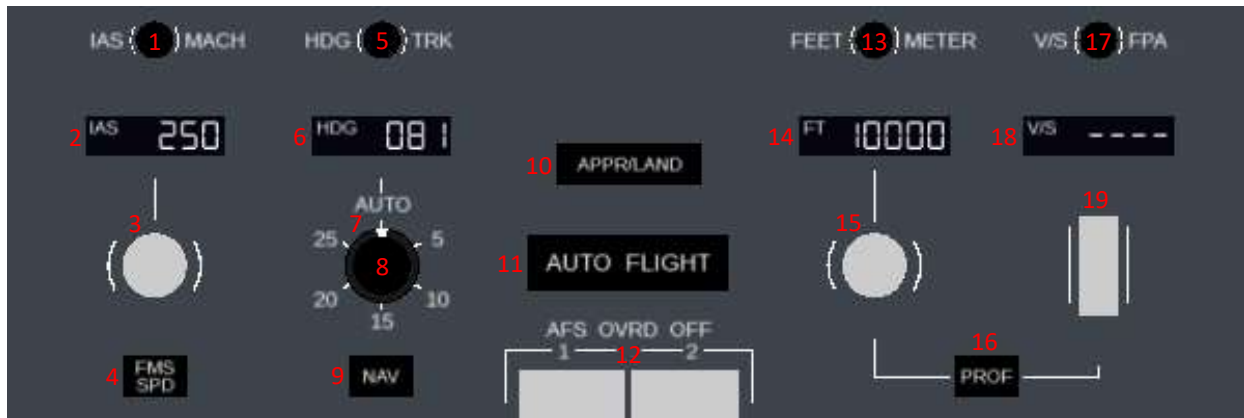 IAS 1 MACH HDG 5 TRK FEET 13 METER V/S 17 FPA
2 IAS 250 6 HDG 081 14 FT 10000 18 V/S ----
10 APPR/LAND
3 7 AUTO 15 19
25 5
11 AUTO FLIGHT
8
20 10
15
AFS OVRD OFF
1 12 2
4 FMS SPD 9 NAV 16 PROF